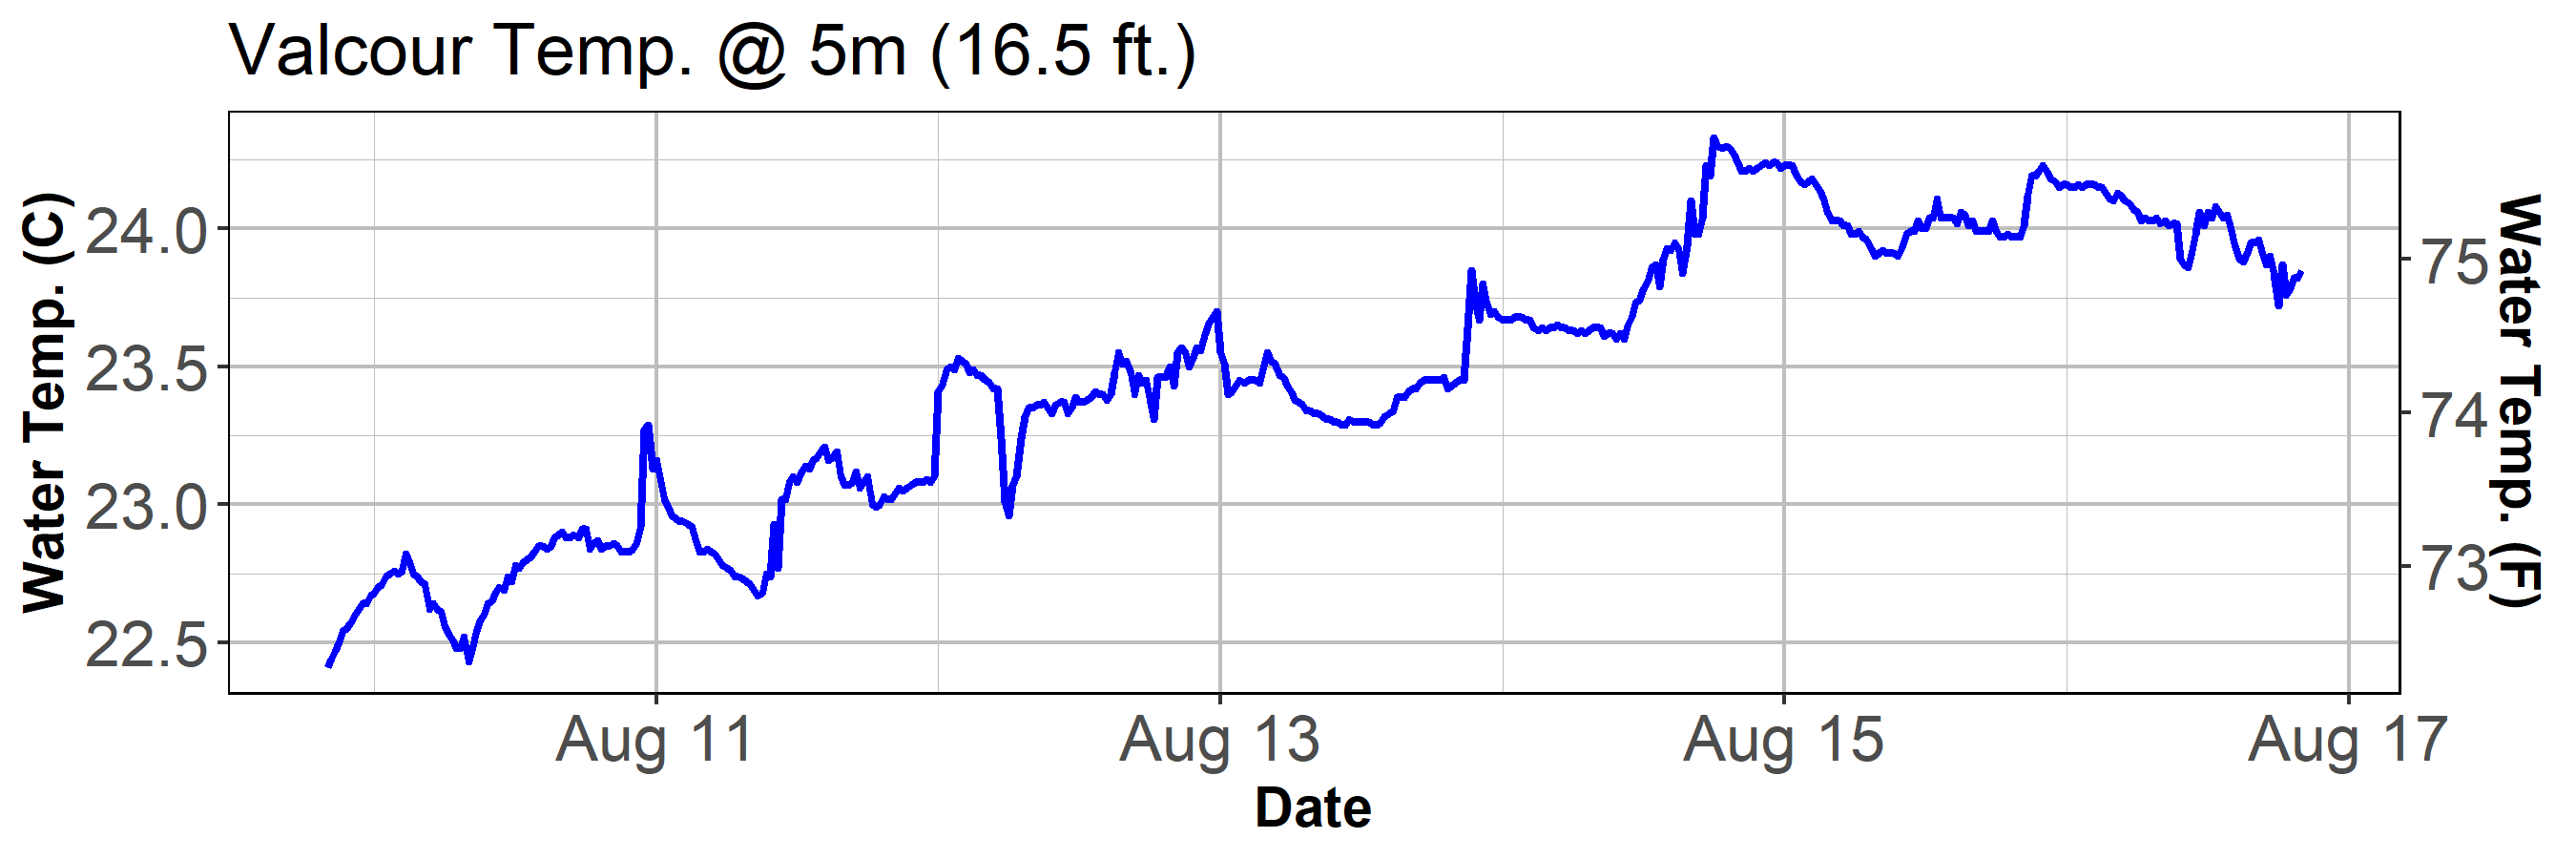 Valcour Temp. @ 5m (16.5 ft.)
Water Temp. (C)
24.0
23.5
23.0
22.5
75
74
73
Water Temp. (F)
Aug 11
Aug 13
Aug 15
Aug 17
Date